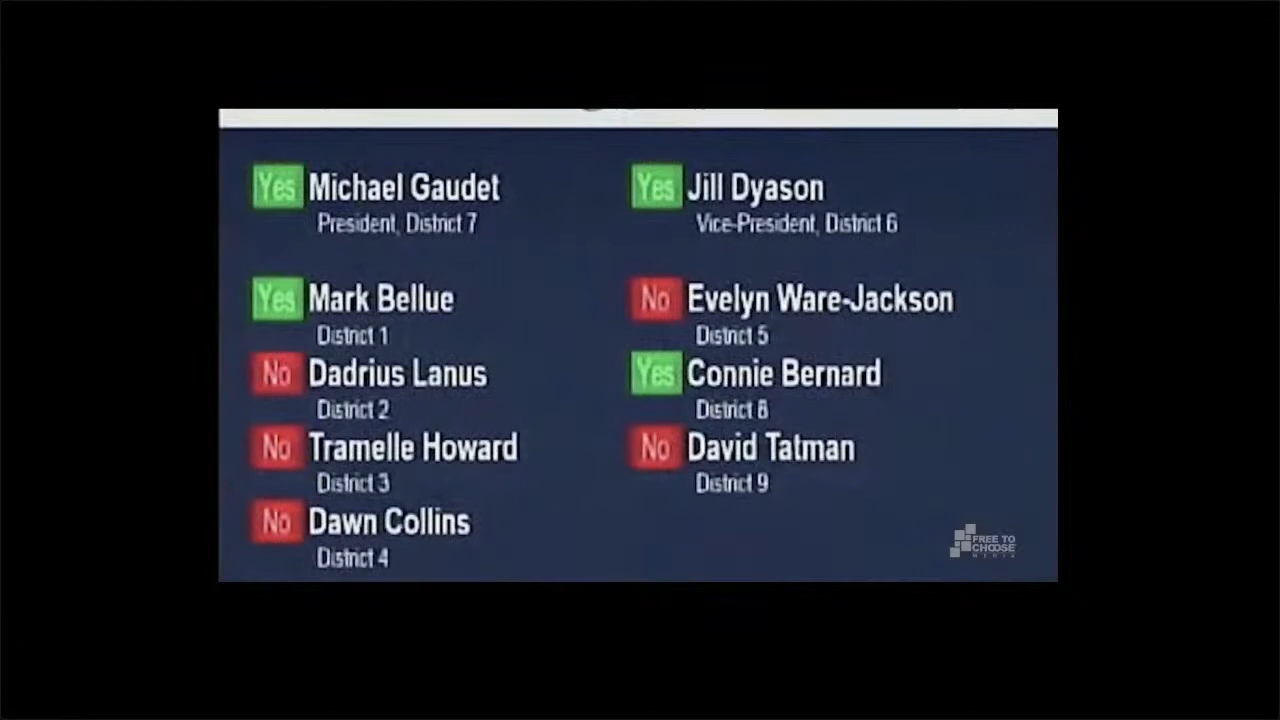 Yes Michael Gaudet
President, District 7
Yes Jill Dyason
Vice-President, District 6
Yes Mark Bellue
District 1
No Dadrius Lanus
District 2
No Tramelle Howard
District 3
No Dawn Collins
District 4
No Evelyn Ware-Jackson
District 5
Yes Connie Bernard
District 8
No David Tatman
District 9
FREE TO
CHOOSE
MEDIA